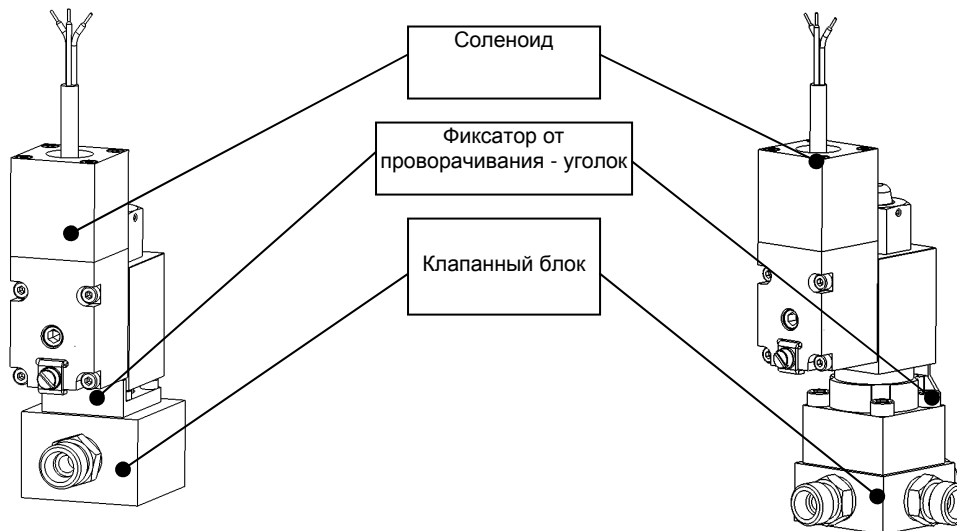 Соленоид
Фиксатор от
проворачивания - уголок
Клапанный блок